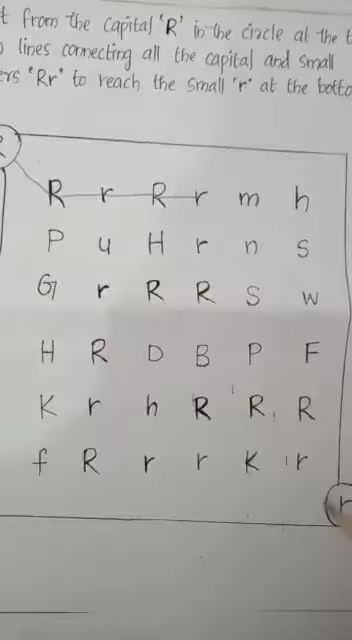 t from the capital 'R' in the circle at the t
lines connecting all the capital and small
ers "Rr" to reach the small "r" at the botto
R r R r m h
P u H r n s
G r R R S w
H R D B P F
K r h R R R
f R r r K r
r